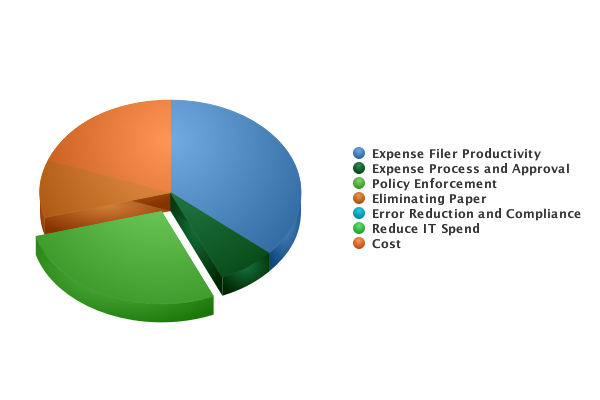 Expense Filer Productivity
Expense Process and Approval
Policy Enforcement
Eliminating Paper
Error Reduction and Compliance
Reduce IT Spend
Cost